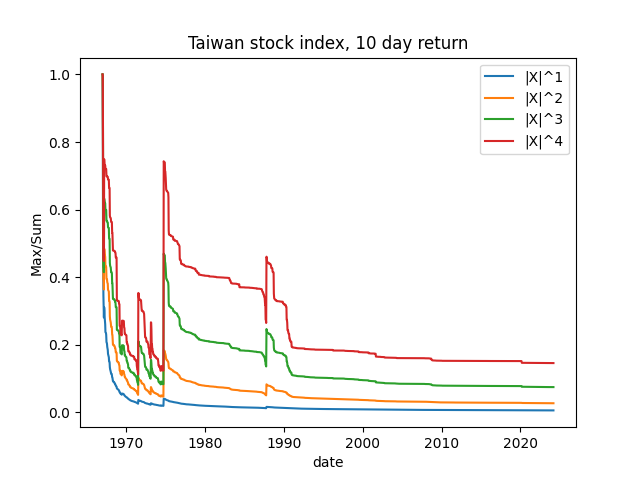 Taiwan stock index, 10 day return
1.0
0.8
0.6
0.4
0.2
0.0
Max/Sum
|X|^1
|X|^2
|X|^3
|X|^4
1970 1980 1990 2000 2010 2020
date